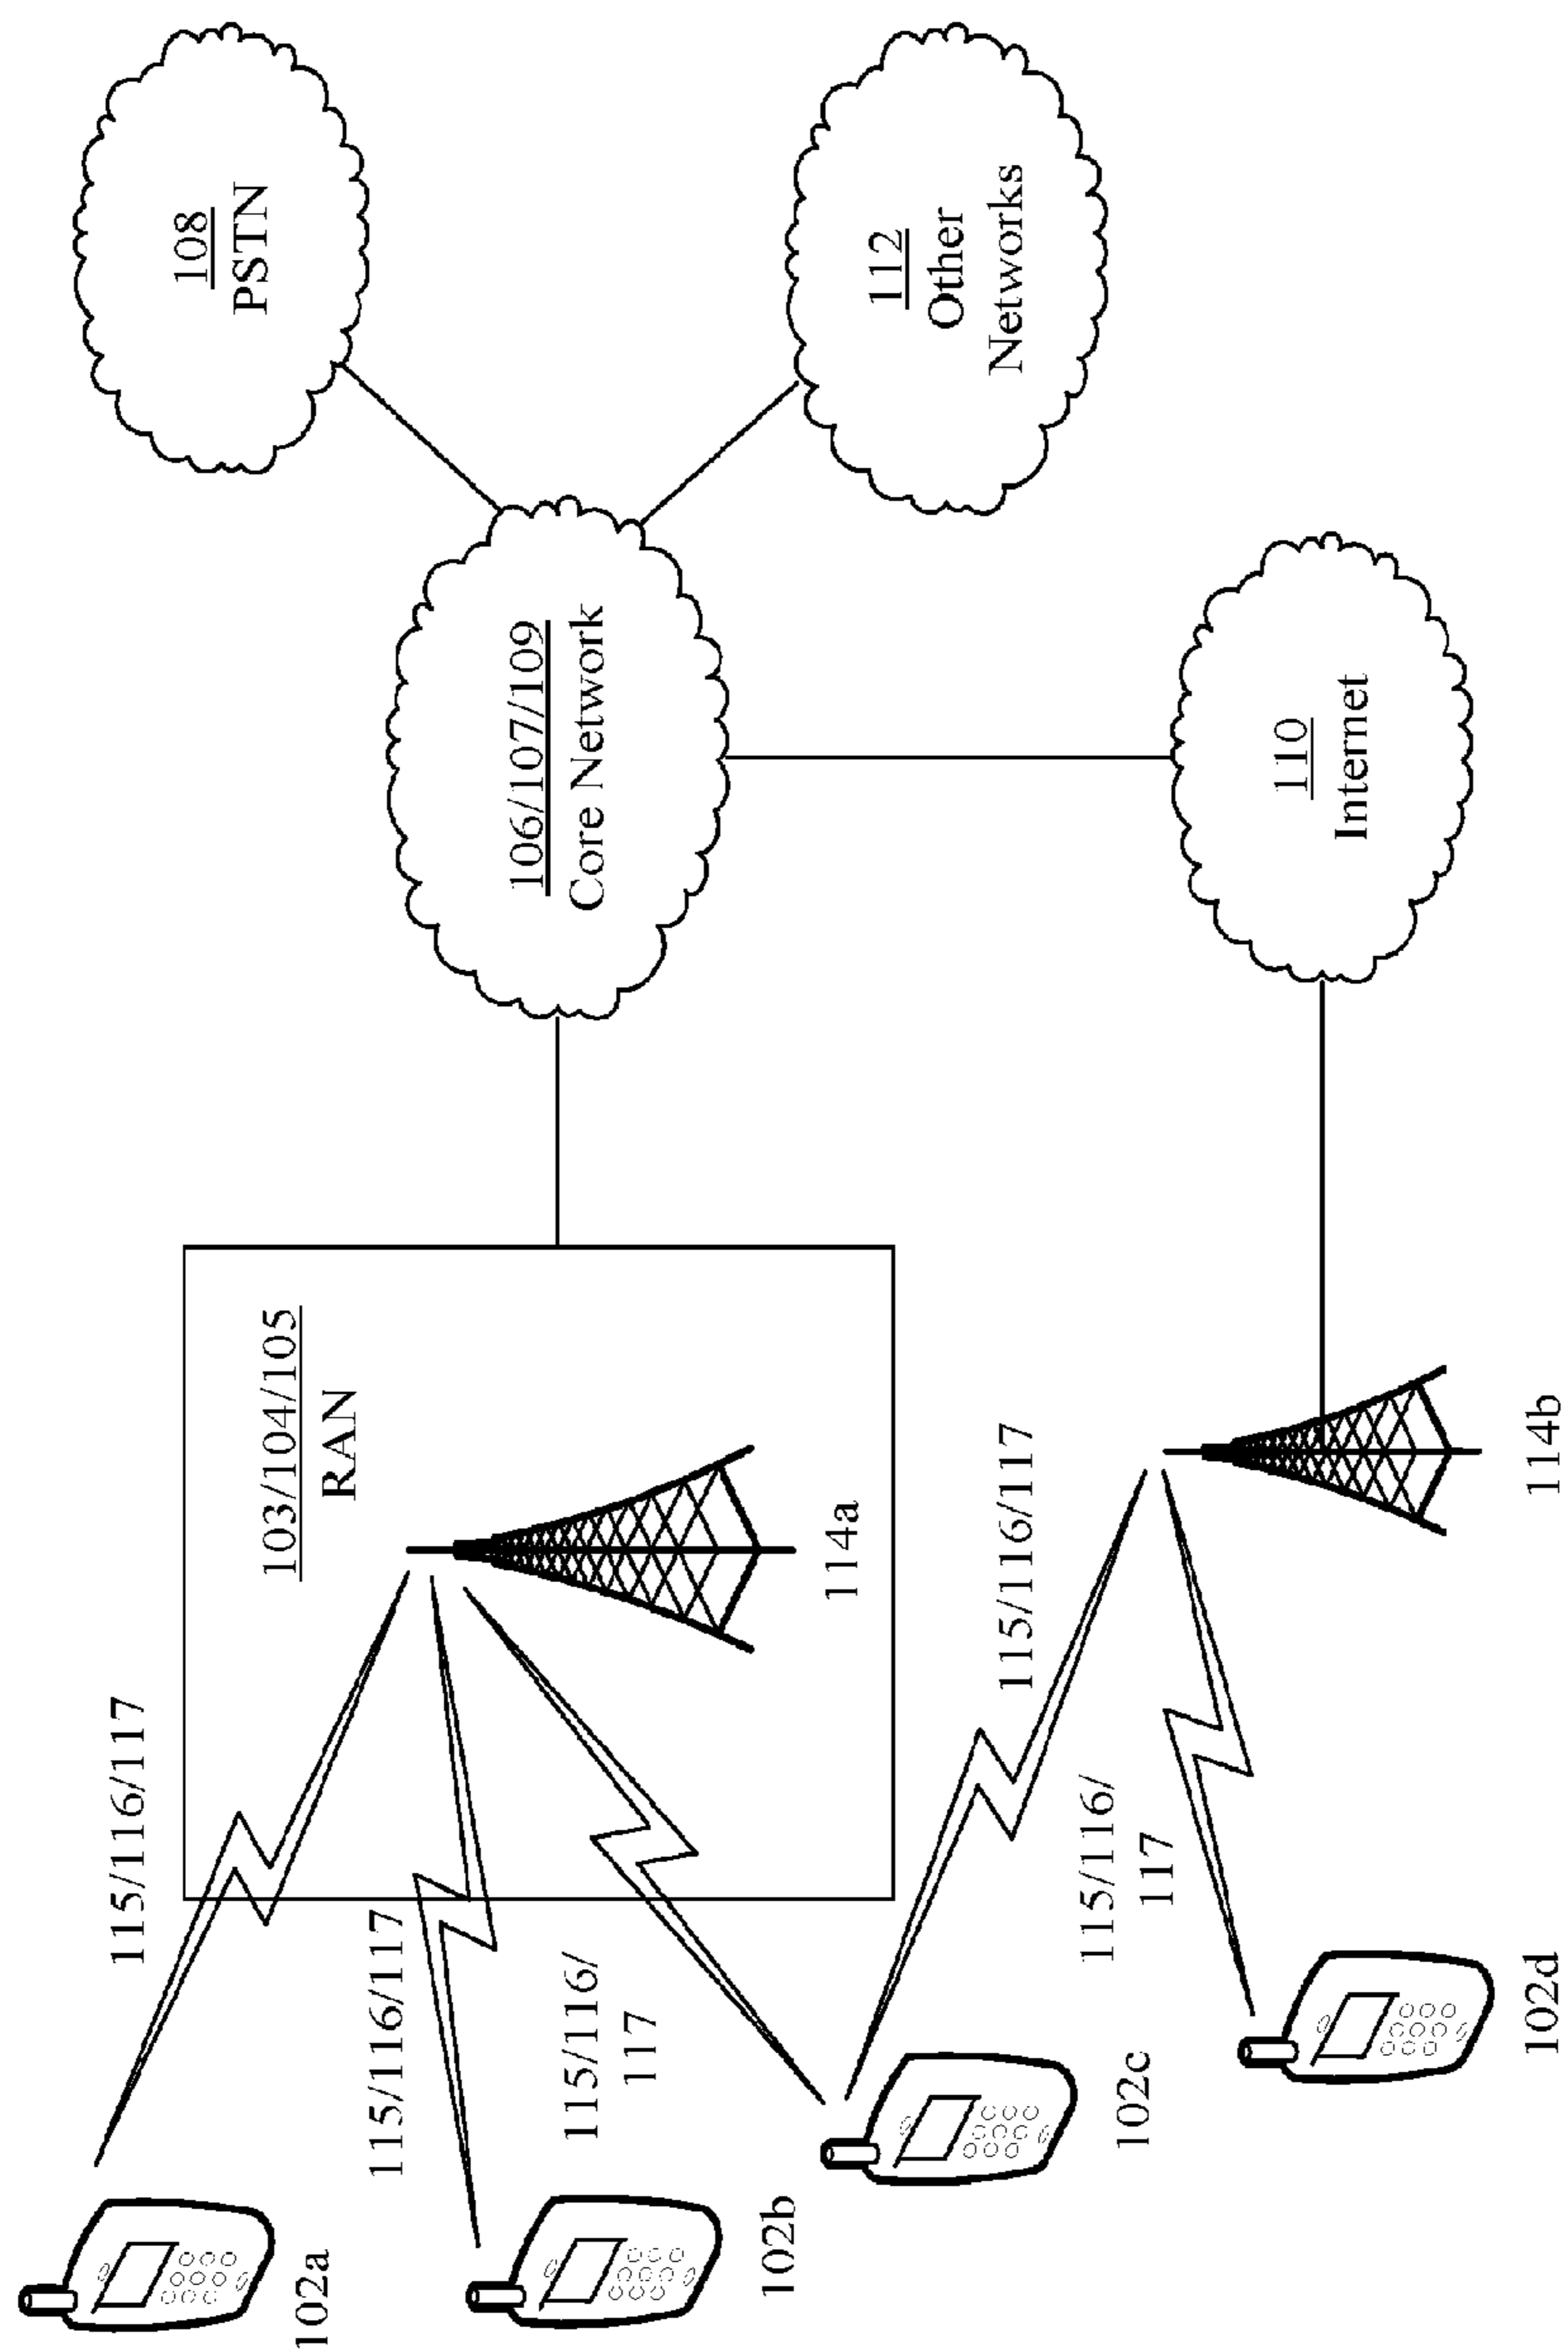 102a
115/116/117
103/104/105
RAN
108
PSTN
115/116/117
102b
115/116/
117
114a
106/107/109
Core Network
112
Other
Networks
102c
115/116/117
115/116/
117
102d
114b
110
Internet